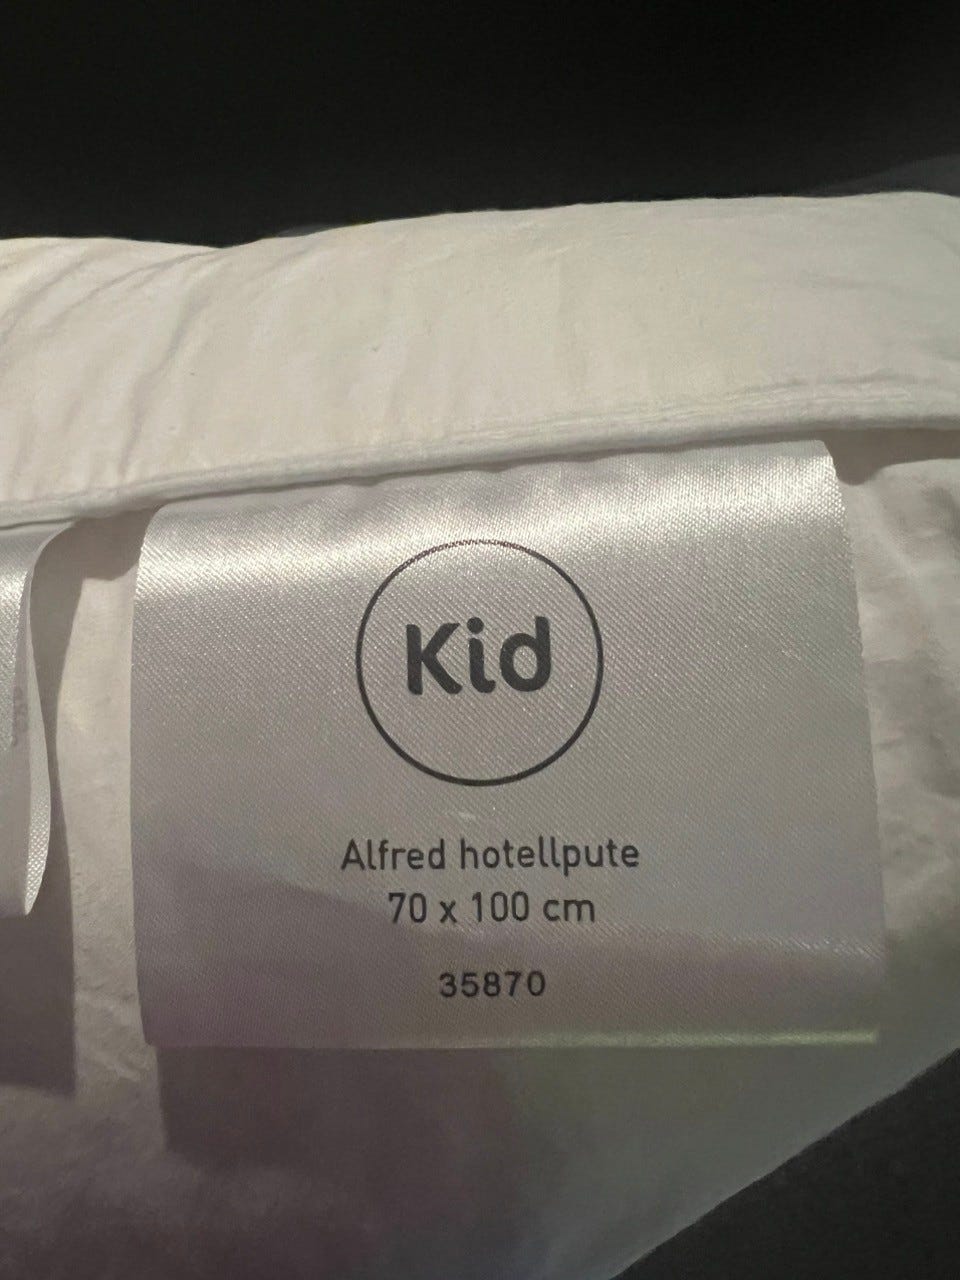 Kid
Alfred hotellpute
70 x 100 cm
35870